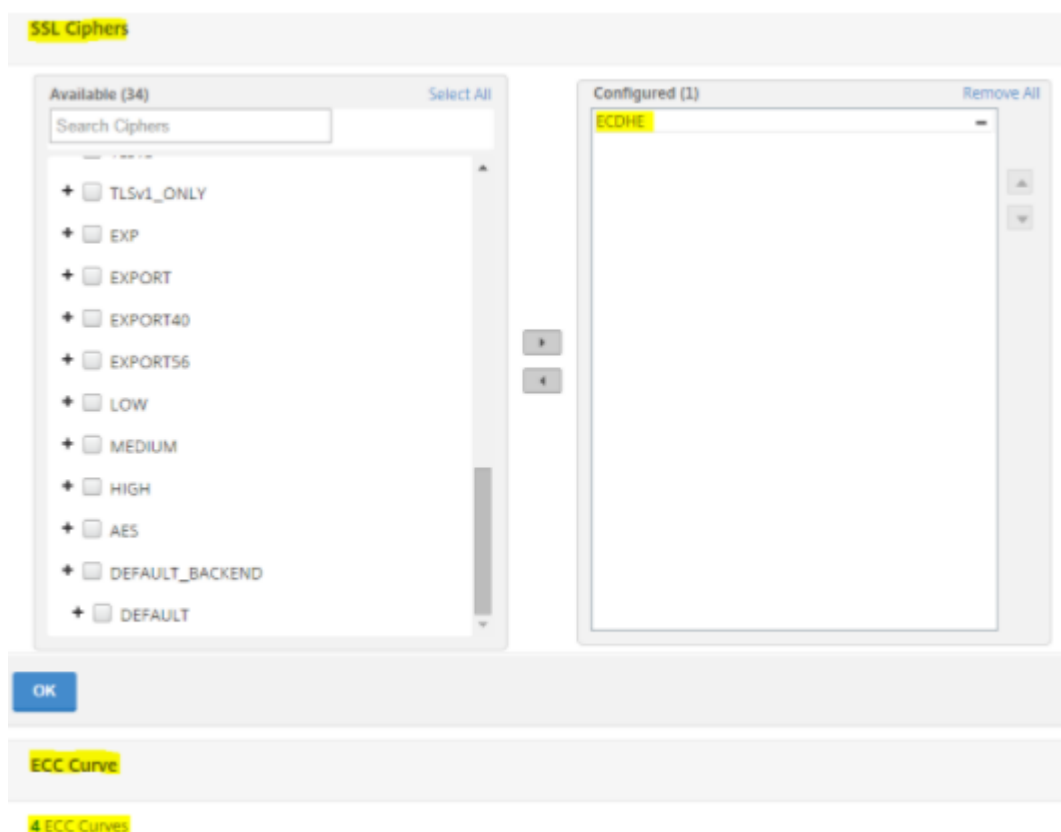 SSL Ciphers
Available (34) Select All
Search Ciphers
TLSv1_ONLY
EXP
EXPORT
EXPORT40
EXPORT56
LOW
MEDIUM
HIGH
AES
DEFAULT_BACKEND
DEFAULT
Configured (1) Remove All
ECDHE
OK
ECC Curve
4 ECC Curves